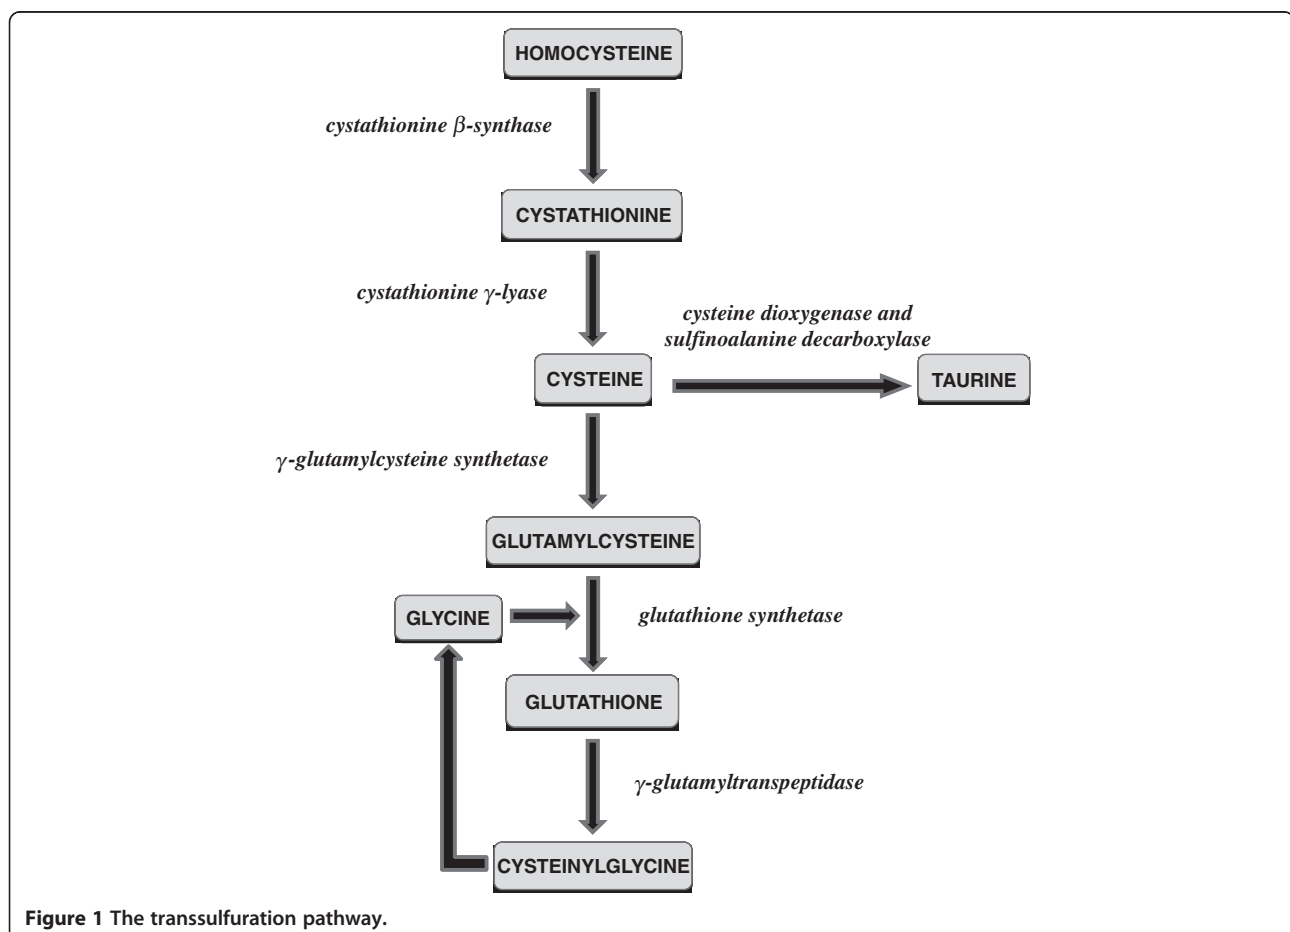 HOMOCYSTEINE
cystathionine β-synthase
CYSTATHIONINE
cystathionine γ-lyase
cysteine dioxygenase and
sulfinoalanine decarboxylase
CYSTEINE
TAURINE
γ-glutamylcysteine synthetase
GLUTAMYLCYSTEINE
GLYCINE
glutathione synthetase
GLUTATHIONE
γ-glutamyltranspeptidase
CYSTEINYLGLYCINE
Figure 1 The transsulfuration pathway.